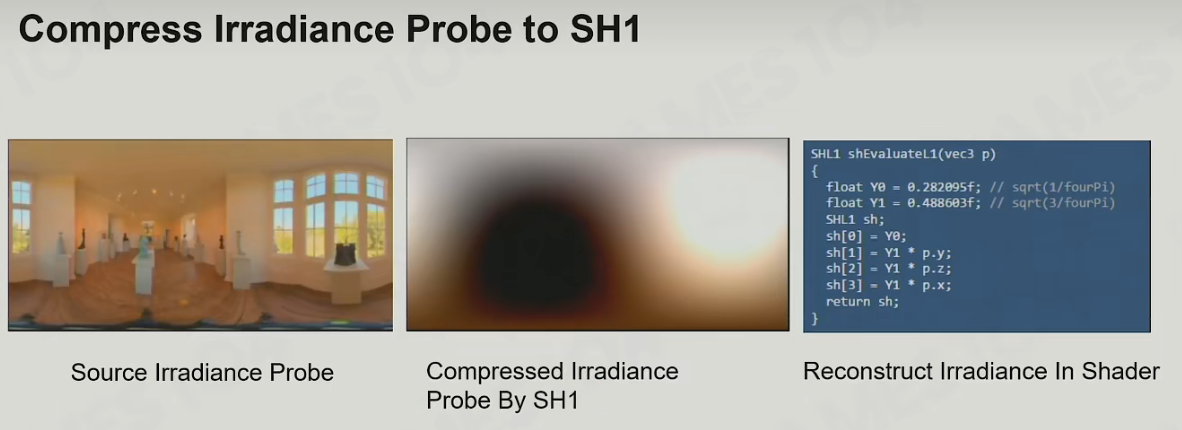 Compress Irradiance Probe to SH1
SHL1 shEvaluateL1(vec3 p)
{
float Y0 = 0.282095f; // sqrt(1/fourPi)
float Y1 = 0.488603f; // sqrt(3/fourPi)
SHL1 sh;
sh[0] = Y0;
sh[1] = Y1 * p.y;
sh[2] = Y1 * p.z;
sh[3] = Y1 * p.x;
return sh;
}
Source Irradiance Probe
Compressed Irradiance
Probe By SH1
Reconstruct Irradiance In Shader